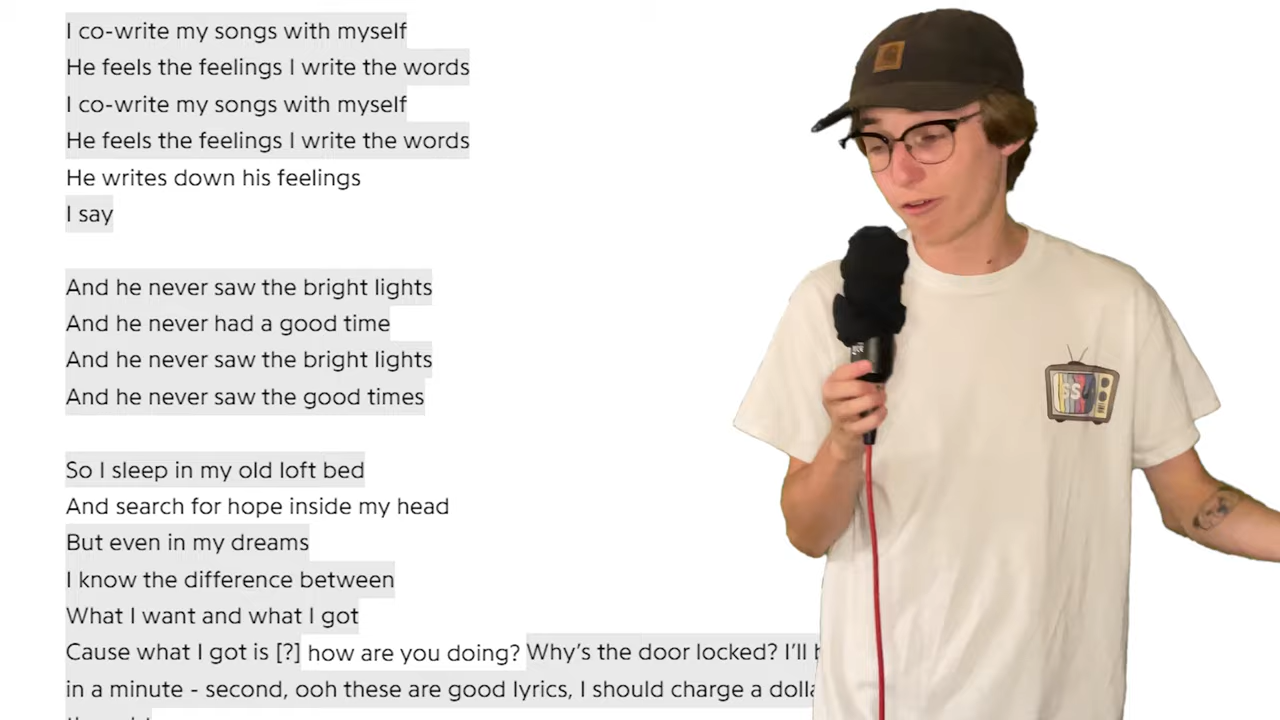 I co-write my songs with myself
He feels the feelings I write the words
I co-write my songs with myself
He feels the feelings I write the words
He writes down his feelings
I say
And he never saw the bright lights
And he never had a good time
And he never saw the bright lights
And he never saw the good times
So I sleep in my old loft bed
And search for hope inside my head
But even in my dreams
I know the difference between
What I want and what I got
Cause what I got is [?] how are you doing? Why's the door locked? I'll
in a minute - second, ooh these are good lyrics, I should charge a